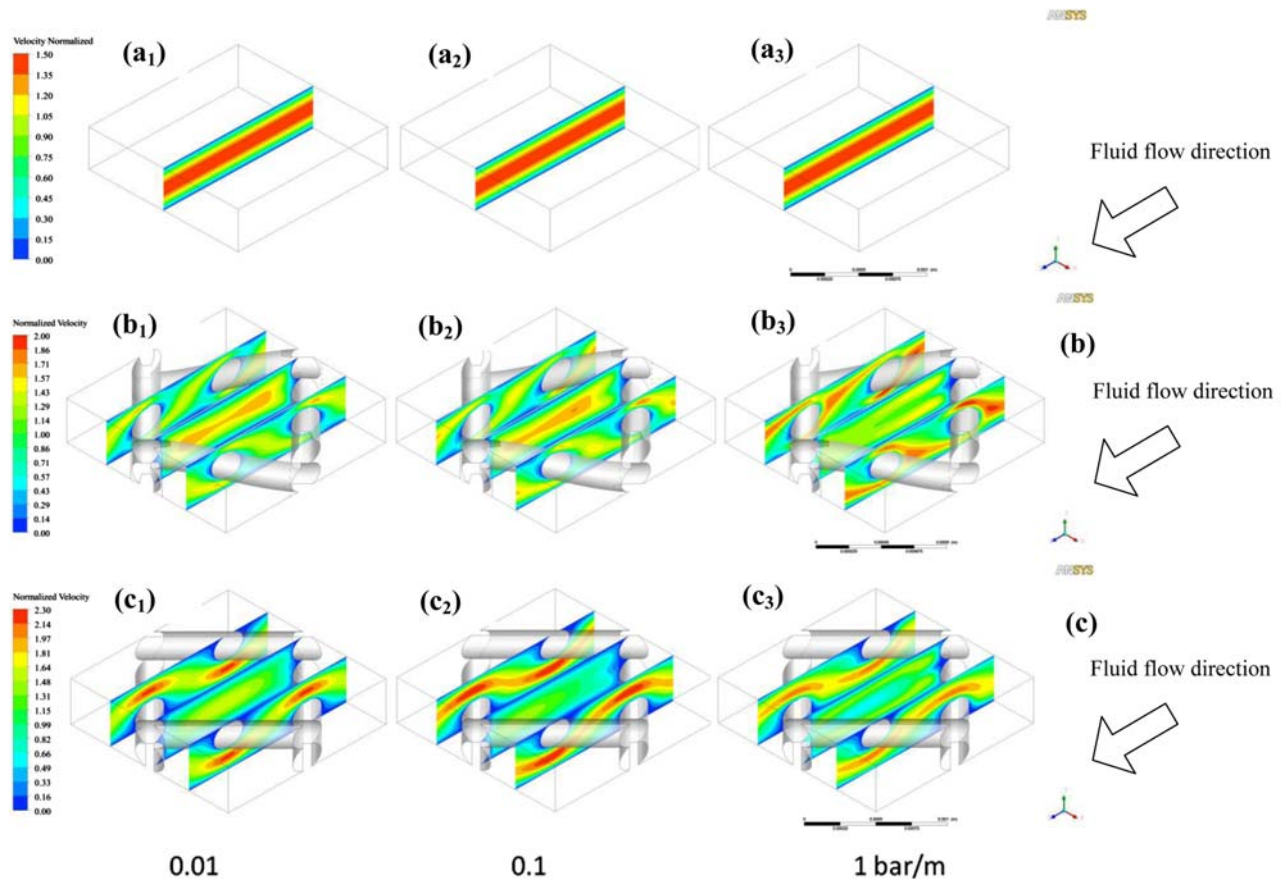 ANSYS
Velocity Normalized
1.50
1.35
1.20
1.05
0.90
0.75
0.60
0.45
0.30
0.15
0.00
(a1)
(a2)
(a3)
Fluid flow direction
ANSYS
Normalized Velocity
2.00
1.86
1.71
1.57
1.43
1.29
1.14
1.00
0.86
0.71
0.57
0.43
0.29
0.14
0.00
(b1)
(b2)
(b3)
(b)
Fluid flow direction
ANSYS
Normalized Velocity
2.30
2.14
1.97
1.81
1.64
1.48
1.31
1.15
0.99
0.82
0.66
0.49
0.33
0.16
0.00
(c1)
(c2)
(c3)
(c)
Fluid flow direction
0.01
0.1
1 bar/m